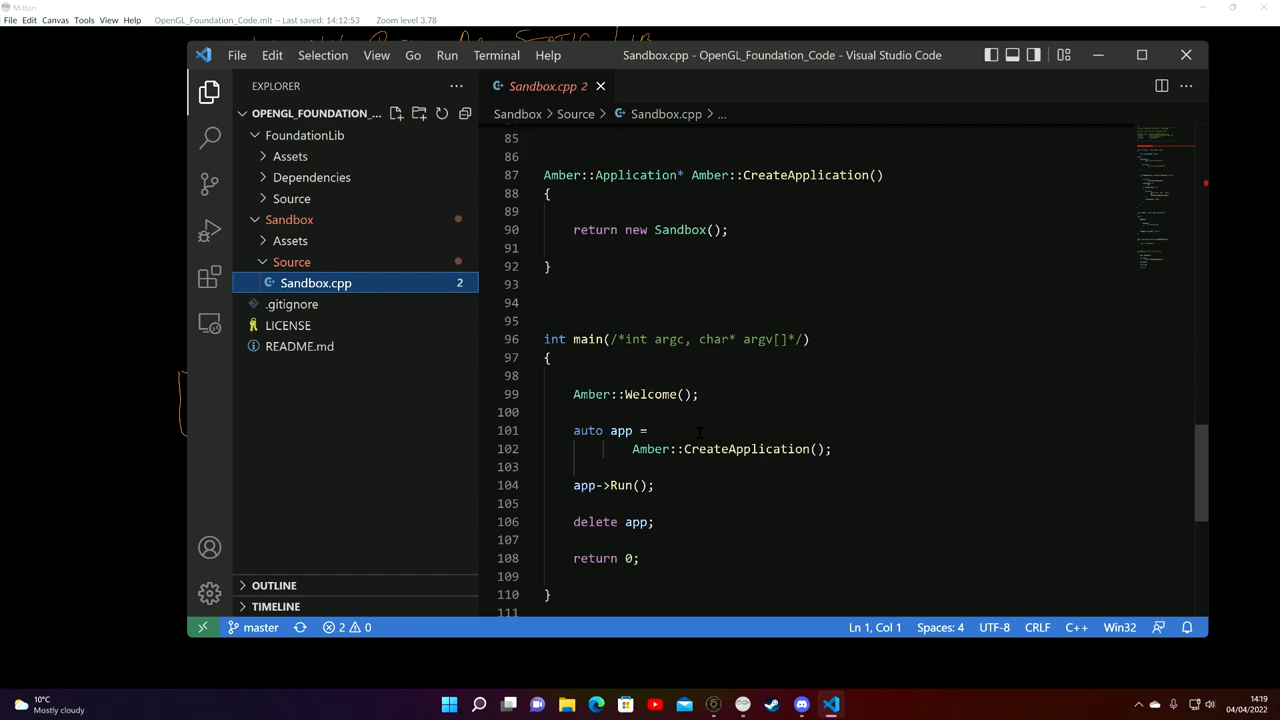 Milton
File Edit Canvas Tools View Help OpenGL_Foundation_Code.mlt -- Last saved: 14:12:53 Zoom level 3.78
File Edit Selection View Go Run Terminal Help Sandbox.cpp - OpenGL_Foundation_Code - Visual Studio Code
EXPLORER
OPENGL_FOUNDATION_...
FoundationLib
Assets
Dependencies
Source
Sandbox
Assets
Source
Sandbox.cpp 2
.gitignore
LICENSE
README.md
OUTLINE
TIMELINE
Sandbox.cpp 2
Sandbox > Source > Sandbox.cpp > ...
85
86
87 Amber::Application* Amber::CreateApplication()
88 {
89
90 return new Sandbox();
91
92 }
93
94
95
96 int main(/*int argc, char* argv[]*/)
97 {
98
99 Amber::Welcome();
100
101 auto app =
102 Amber::CreateApplication();
103
104 app->Run();
105
106 delete app;
107
108 return 0;
109
110 }
111
master 2 0 Ln 1, Col 1 Spaces: 4 UTF-8 CRLF C++ Win32
10°C
Mostly cloudy
14:19
04/04/2022